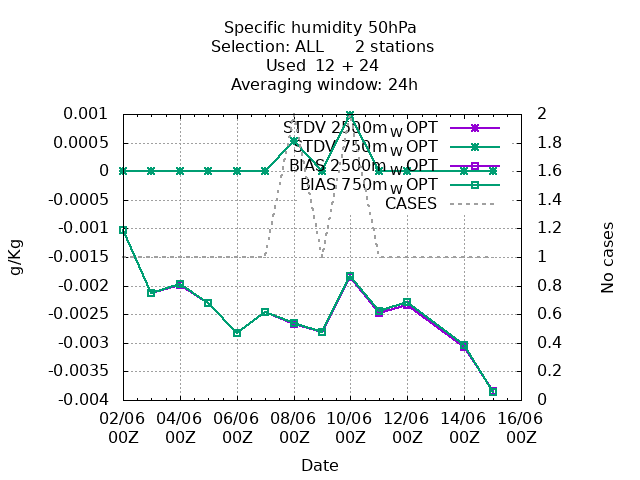 Specific humidity 50hPa
Selection: ALL 2 stations
Used 12 + 24
Averaging window: 24h
0.001
0.0005
0
-0.0005
-0.001
-0.0015
-0.002
-0.0025
-0.003
-0.0035
-0.004
g/Kg
2
1.8
1.6
1.4
1.2
1
0.8
0.6
0.4
0.2
0
No cases
STDV 2500m_W OPT
STDV 750m_W OPT
BIAS 2500m_W OPT
BIAS 750m_W OPT
CASES
02/06 04/06 06/06 08/06 10/06 12/06 14/06 16/06
00Z 00Z 00Z 00Z 00Z 00Z 00Z 00Z
Date